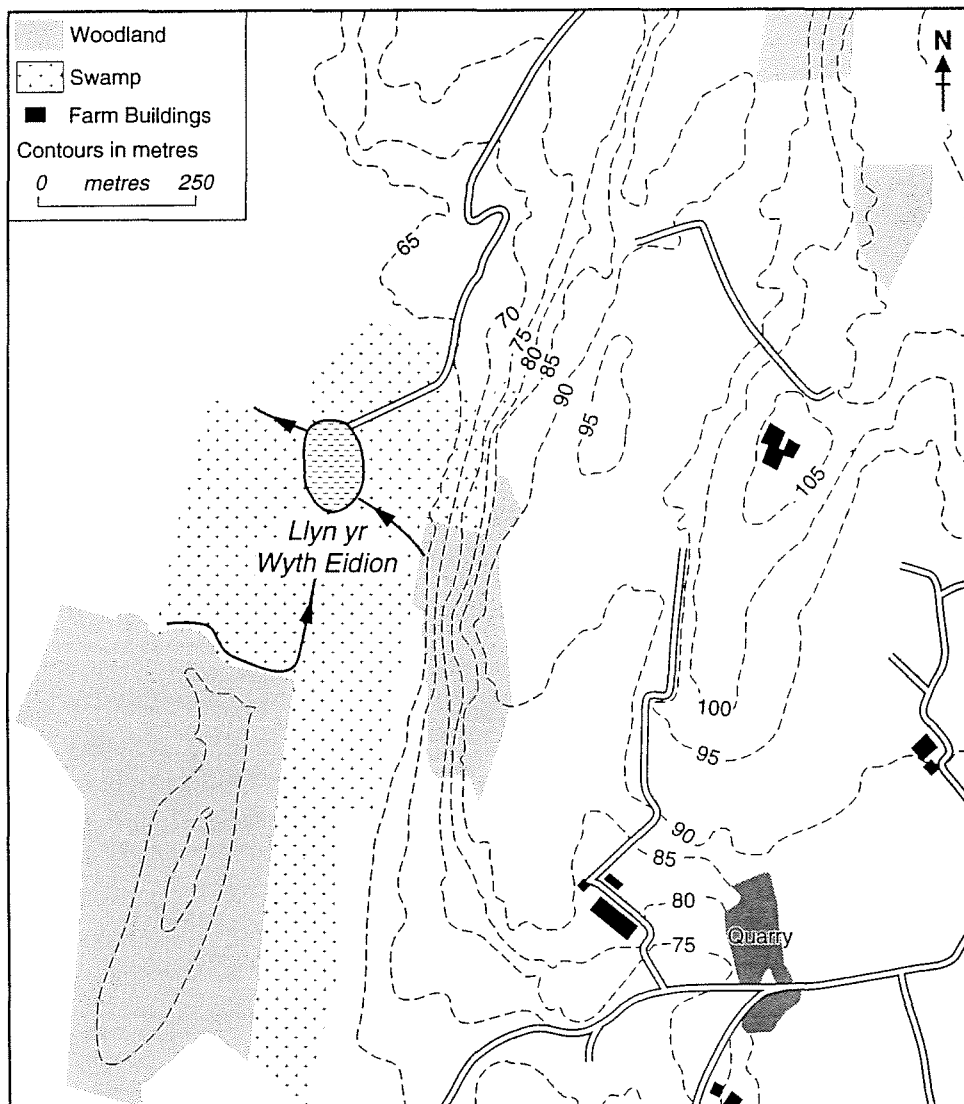 Woodland
Swamp
Farm Buildings
Contours in metres
0 metres 250
N
65
70
75
80
85
90
95
105
Llyn yr
Wyth Eidion
100
95
90
85
80
75
Quarry